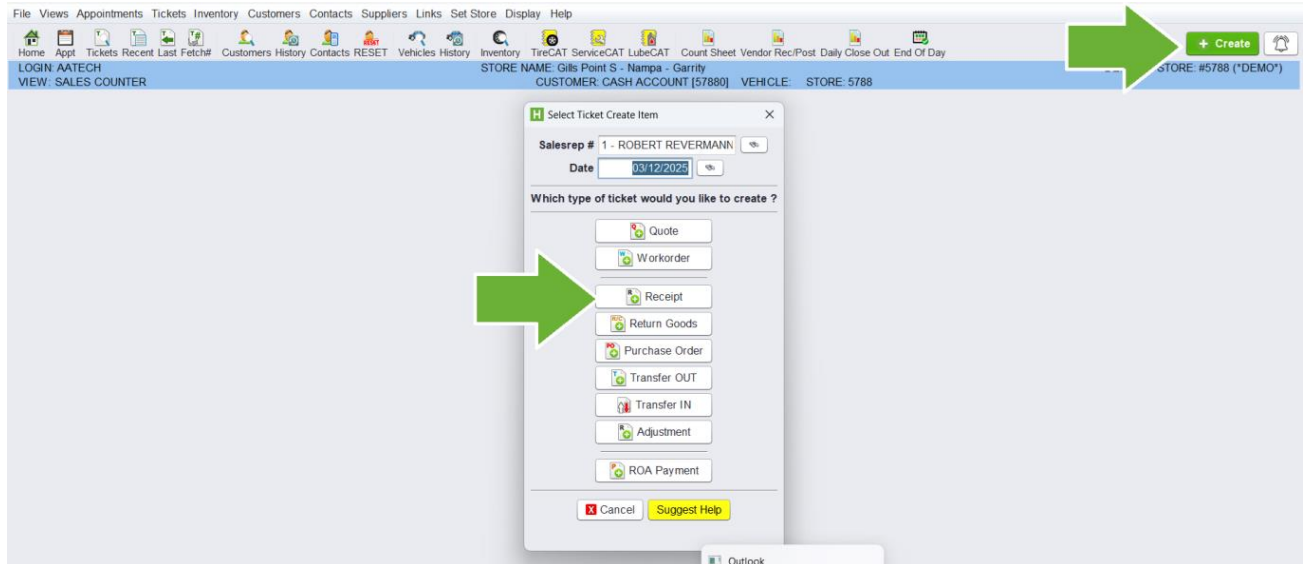 File Views Appointments Tickets Inventory Customers Contacts Suppliers Links Set Store Display Help
Home Appt Tickets Recent Last Fetch# Customers History Contacts RESET Vehicles History Inventory TireCAT ServiceCAT LubeCAT Count Sheet Vendor Rec/Post Daily Close Out End Of Day
+ Create
LOGIN: AATECH STORE NAME: Gills Point S - Nampa - Garrity STORE: #5788 (*DEMO*)
VIEW: SALES COUNTER CUSTOMER: CASH ACCOUNT [57880] VEHICLE: STORE: 5788
Select Ticket Create Item
Salesrep # 1 - ROBERT REVERMANN
Date 03/12/2025
Which type of ticket would you like to create ?
Quote
Workorder
Receipt
Return Goods
Purchase Order
Transfer OUT
Transfer IN
Adjustment
ROA Payment
Cancel Suggest Help
Outlook